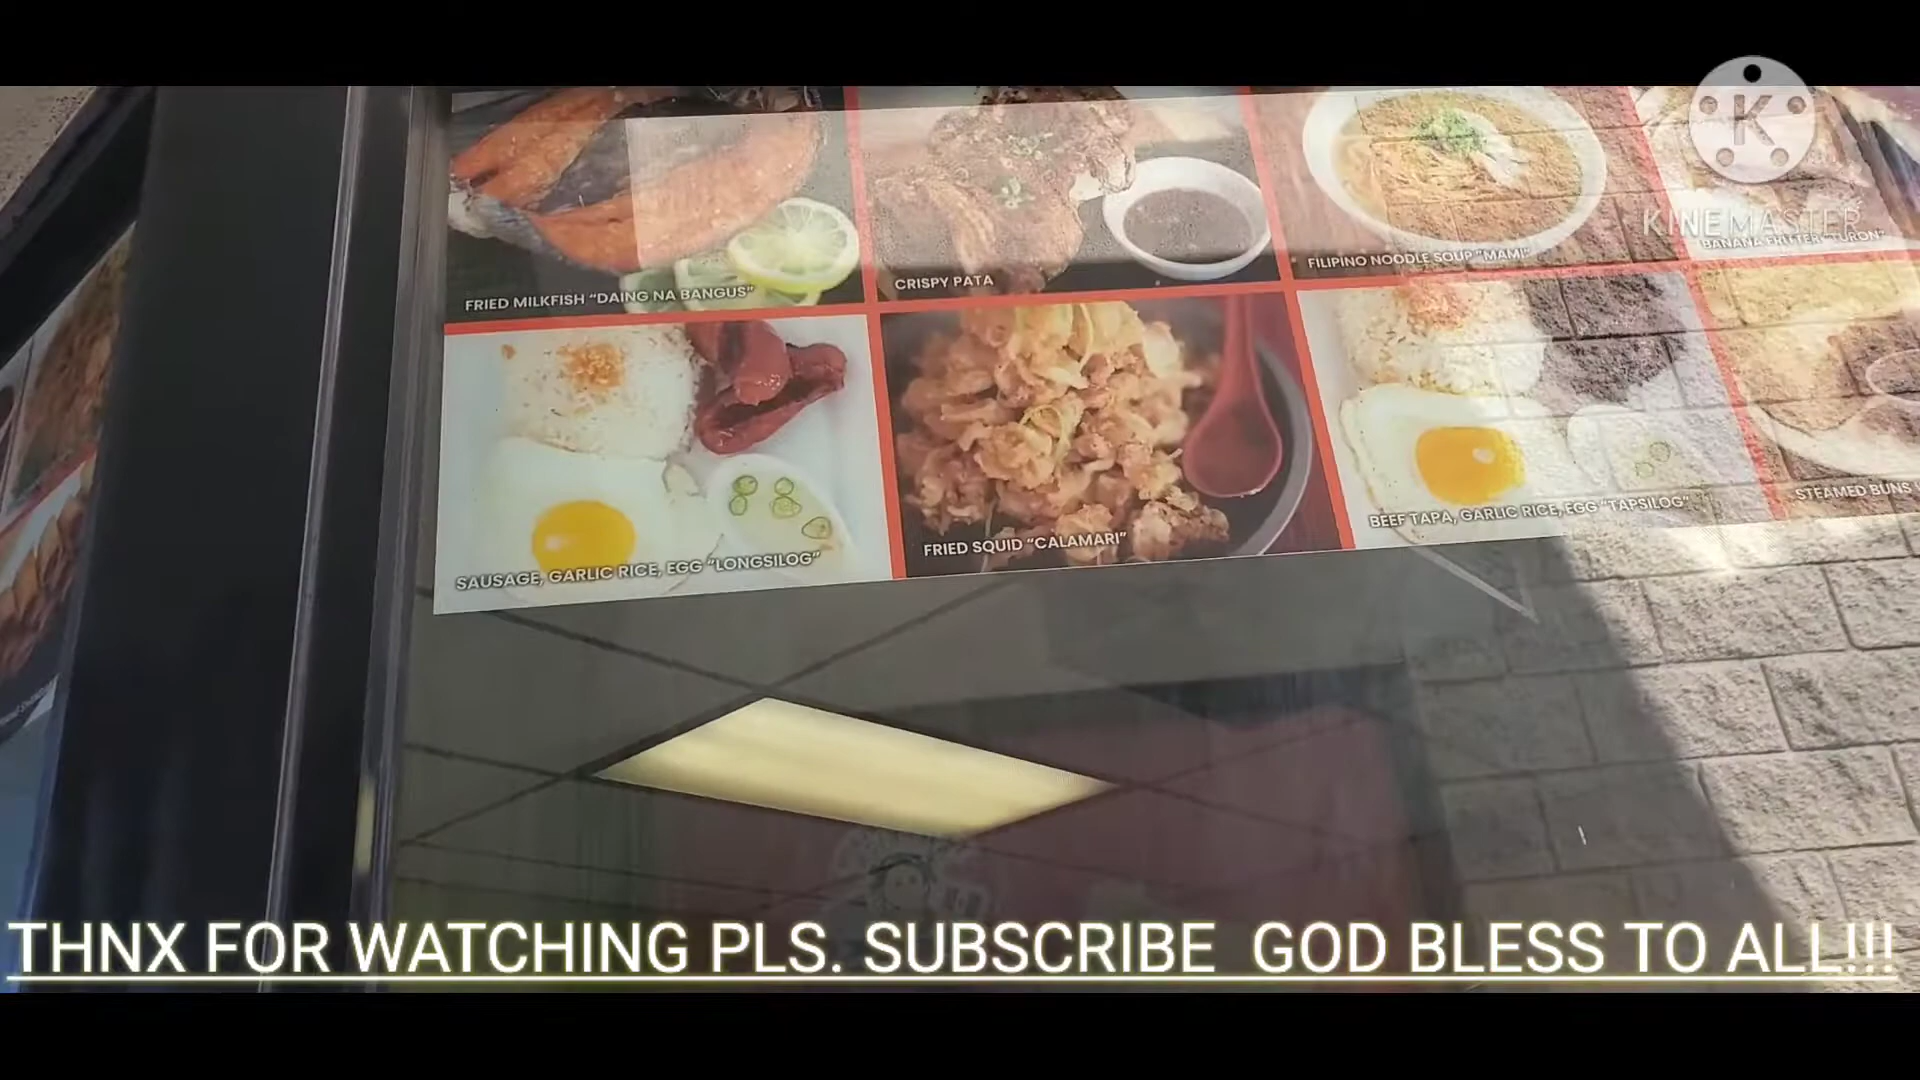 K
KINEMASTER
BANANA FRITTER "TURON"
FILIPINO NOODLE SOUP "MAMI"
CRISPY PATA
FRIED MILKFISH "DAING NA BANGUS"
STEAMED BUNS
BEEF TAPA, GARLIC RICE, EGG "TAPSILOG"
FRIED SQUID "CALAMARI"
SAUSAGE, GARLIC RICE, EGG "LONGSILOG"
THNX FOR WATCHING PLS. SUBSCRIBE GOD BLESS TO ALL!!!